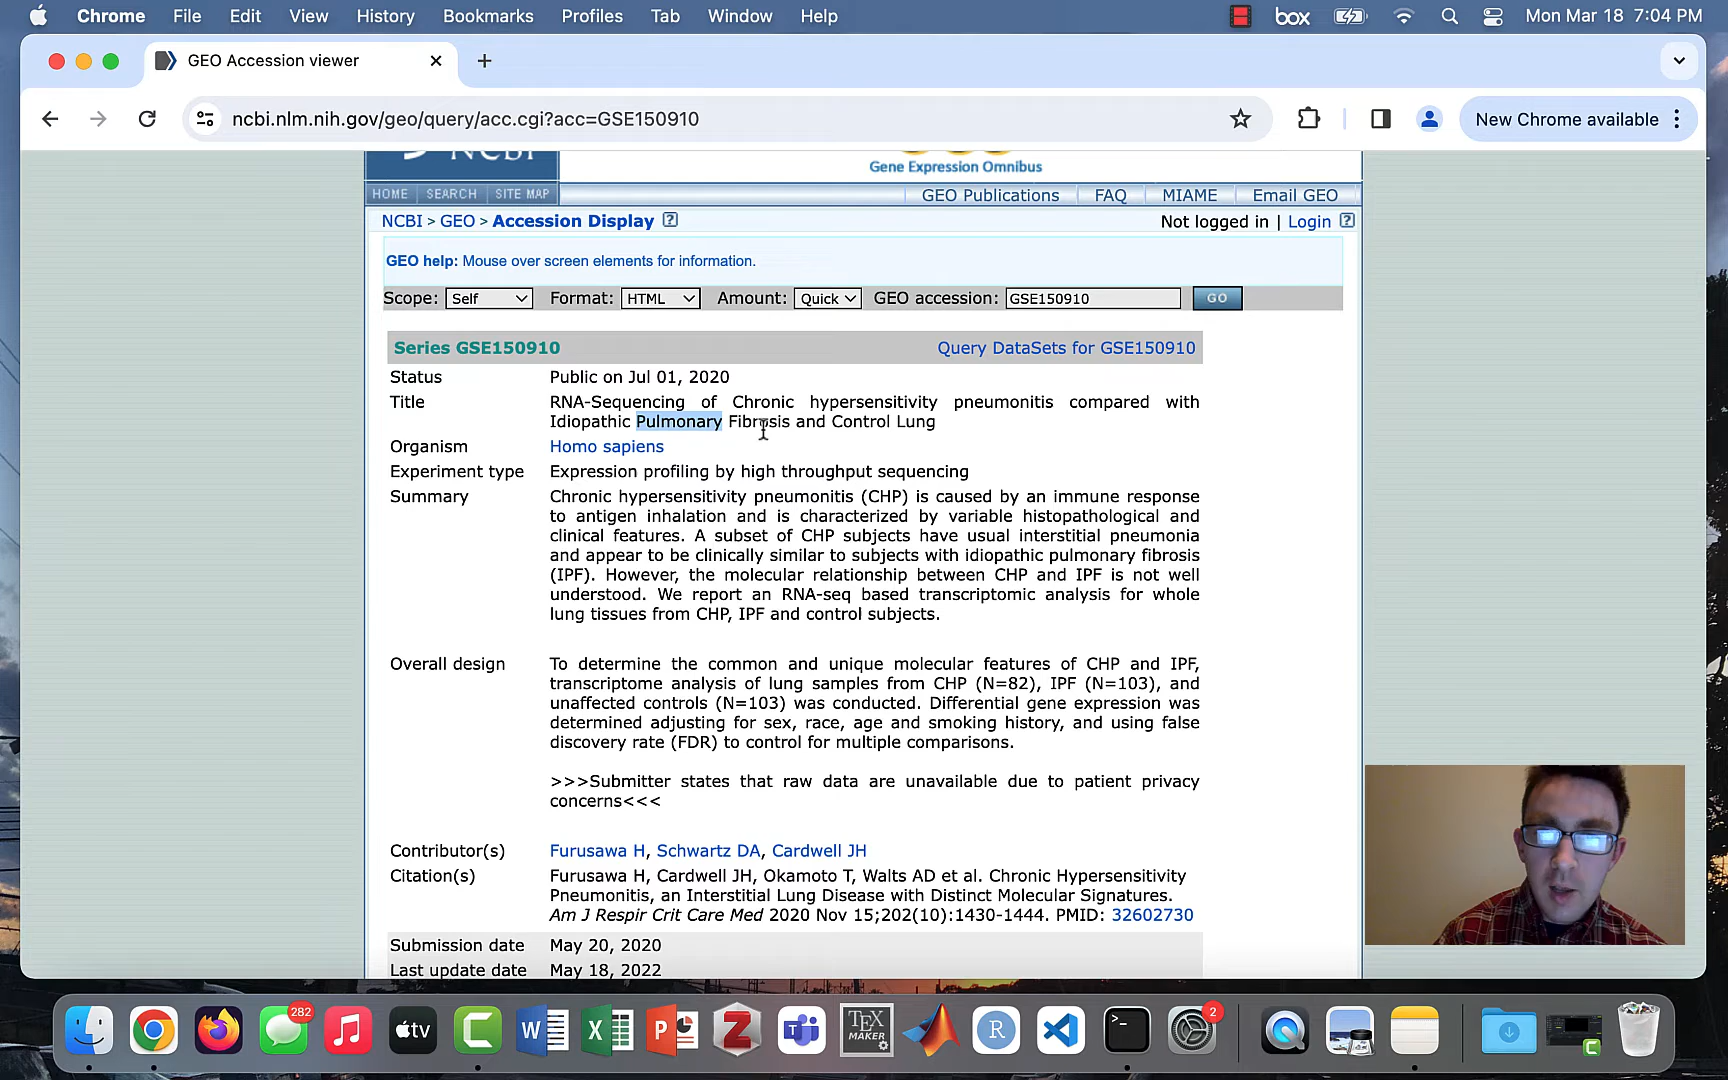 Chrome File Edit View History Bookmarks Profiles Tab Window Help box Mon Mar 18 7:04 PM
GEO Accession viewer
ncbi.nlm.nih.gov/geo/query/acc.cgi?acc=GSE150910 New Chrome available
NCBI
Gene Expression Omnibus
HOME SEARCH SITE MAP GEO Publications FAQ MIAME Email GEO
NCBI > GEO > Accession Display ? Not logged in | Login ?
GEO help: Mouse over screen elements for information.
Scope: Self Format: HTML Amount: Quick GEO accession: GSE150910 GO
Series GSE150910 Query DataSets for GSE150910
Status Public on Jul 01, 2020
Title RNA-Sequencing of Chronic hypersensitivity pneumonitis compared with
Idiopathic Pulmonary Fibrosis and Control Lung
Organism Homo sapiens
Experiment type Expression profiling by high throughput sequencing
Summary Chronic hypersensitivity pneumonitis (CHP) is caused by an immune response
to antigen inhalation and is characterized by variable histopathological and
clinical features. A subset of CHP subjects have usual interstitial pneumonia
and appear to be clinically similar to subjects with idiopathic pulmonary fibrosis
(IPF). However, the molecular relationship between CHP and IPF is not well
understood. We report an RNA-seq based transcriptomic analysis for whole
lung tissues from CHP, IPF and control subjects.
Overall design To determine the common and unique molecular features of CHP and IPF,
transcriptome analysis of lung samples from CHP (N=82), IPF (N=103), and
unaffected controls (N=103) was conducted. Differential gene expression was
determined adjusting for sex, race, age and smoking history, and using false
discovery rate (FDR) to control for multiple comparisons.
>>>Submitter states that raw data are unavailable due to patient privacy
concerns<<<
Contributor(s) Furusawa H, Schwartz DA, Cardwell JH
Citation(s) Furusawa H, Cardwell JH, Okamoto T, Walts AD et al. Chronic Hypersensitivity
Pneumonitis, an Interstitial Lung Disease with Distinct Molecular Signatures.
Am J Respir Crit Care Med 2020 Nov 15;202(10):1430-1444. PMID: 32602730
Submission date May 20, 2020
Last update date May 18, 2022
282 tv W X P Z T TEX MAKER R >_ 2